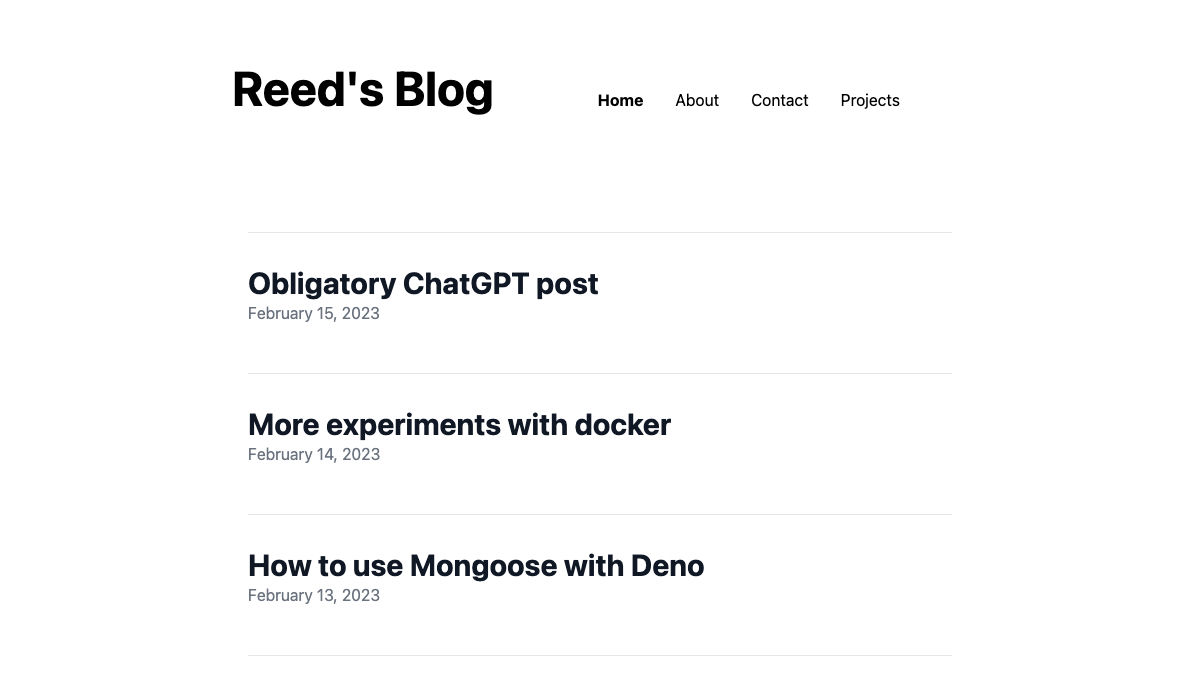 Reed's Blog
Home About Contact Projects
Obligatory ChatGPT post
February 15, 2023
More experiments with docker
February 14, 2023
How to use Mongoose with Deno
February 13, 2023